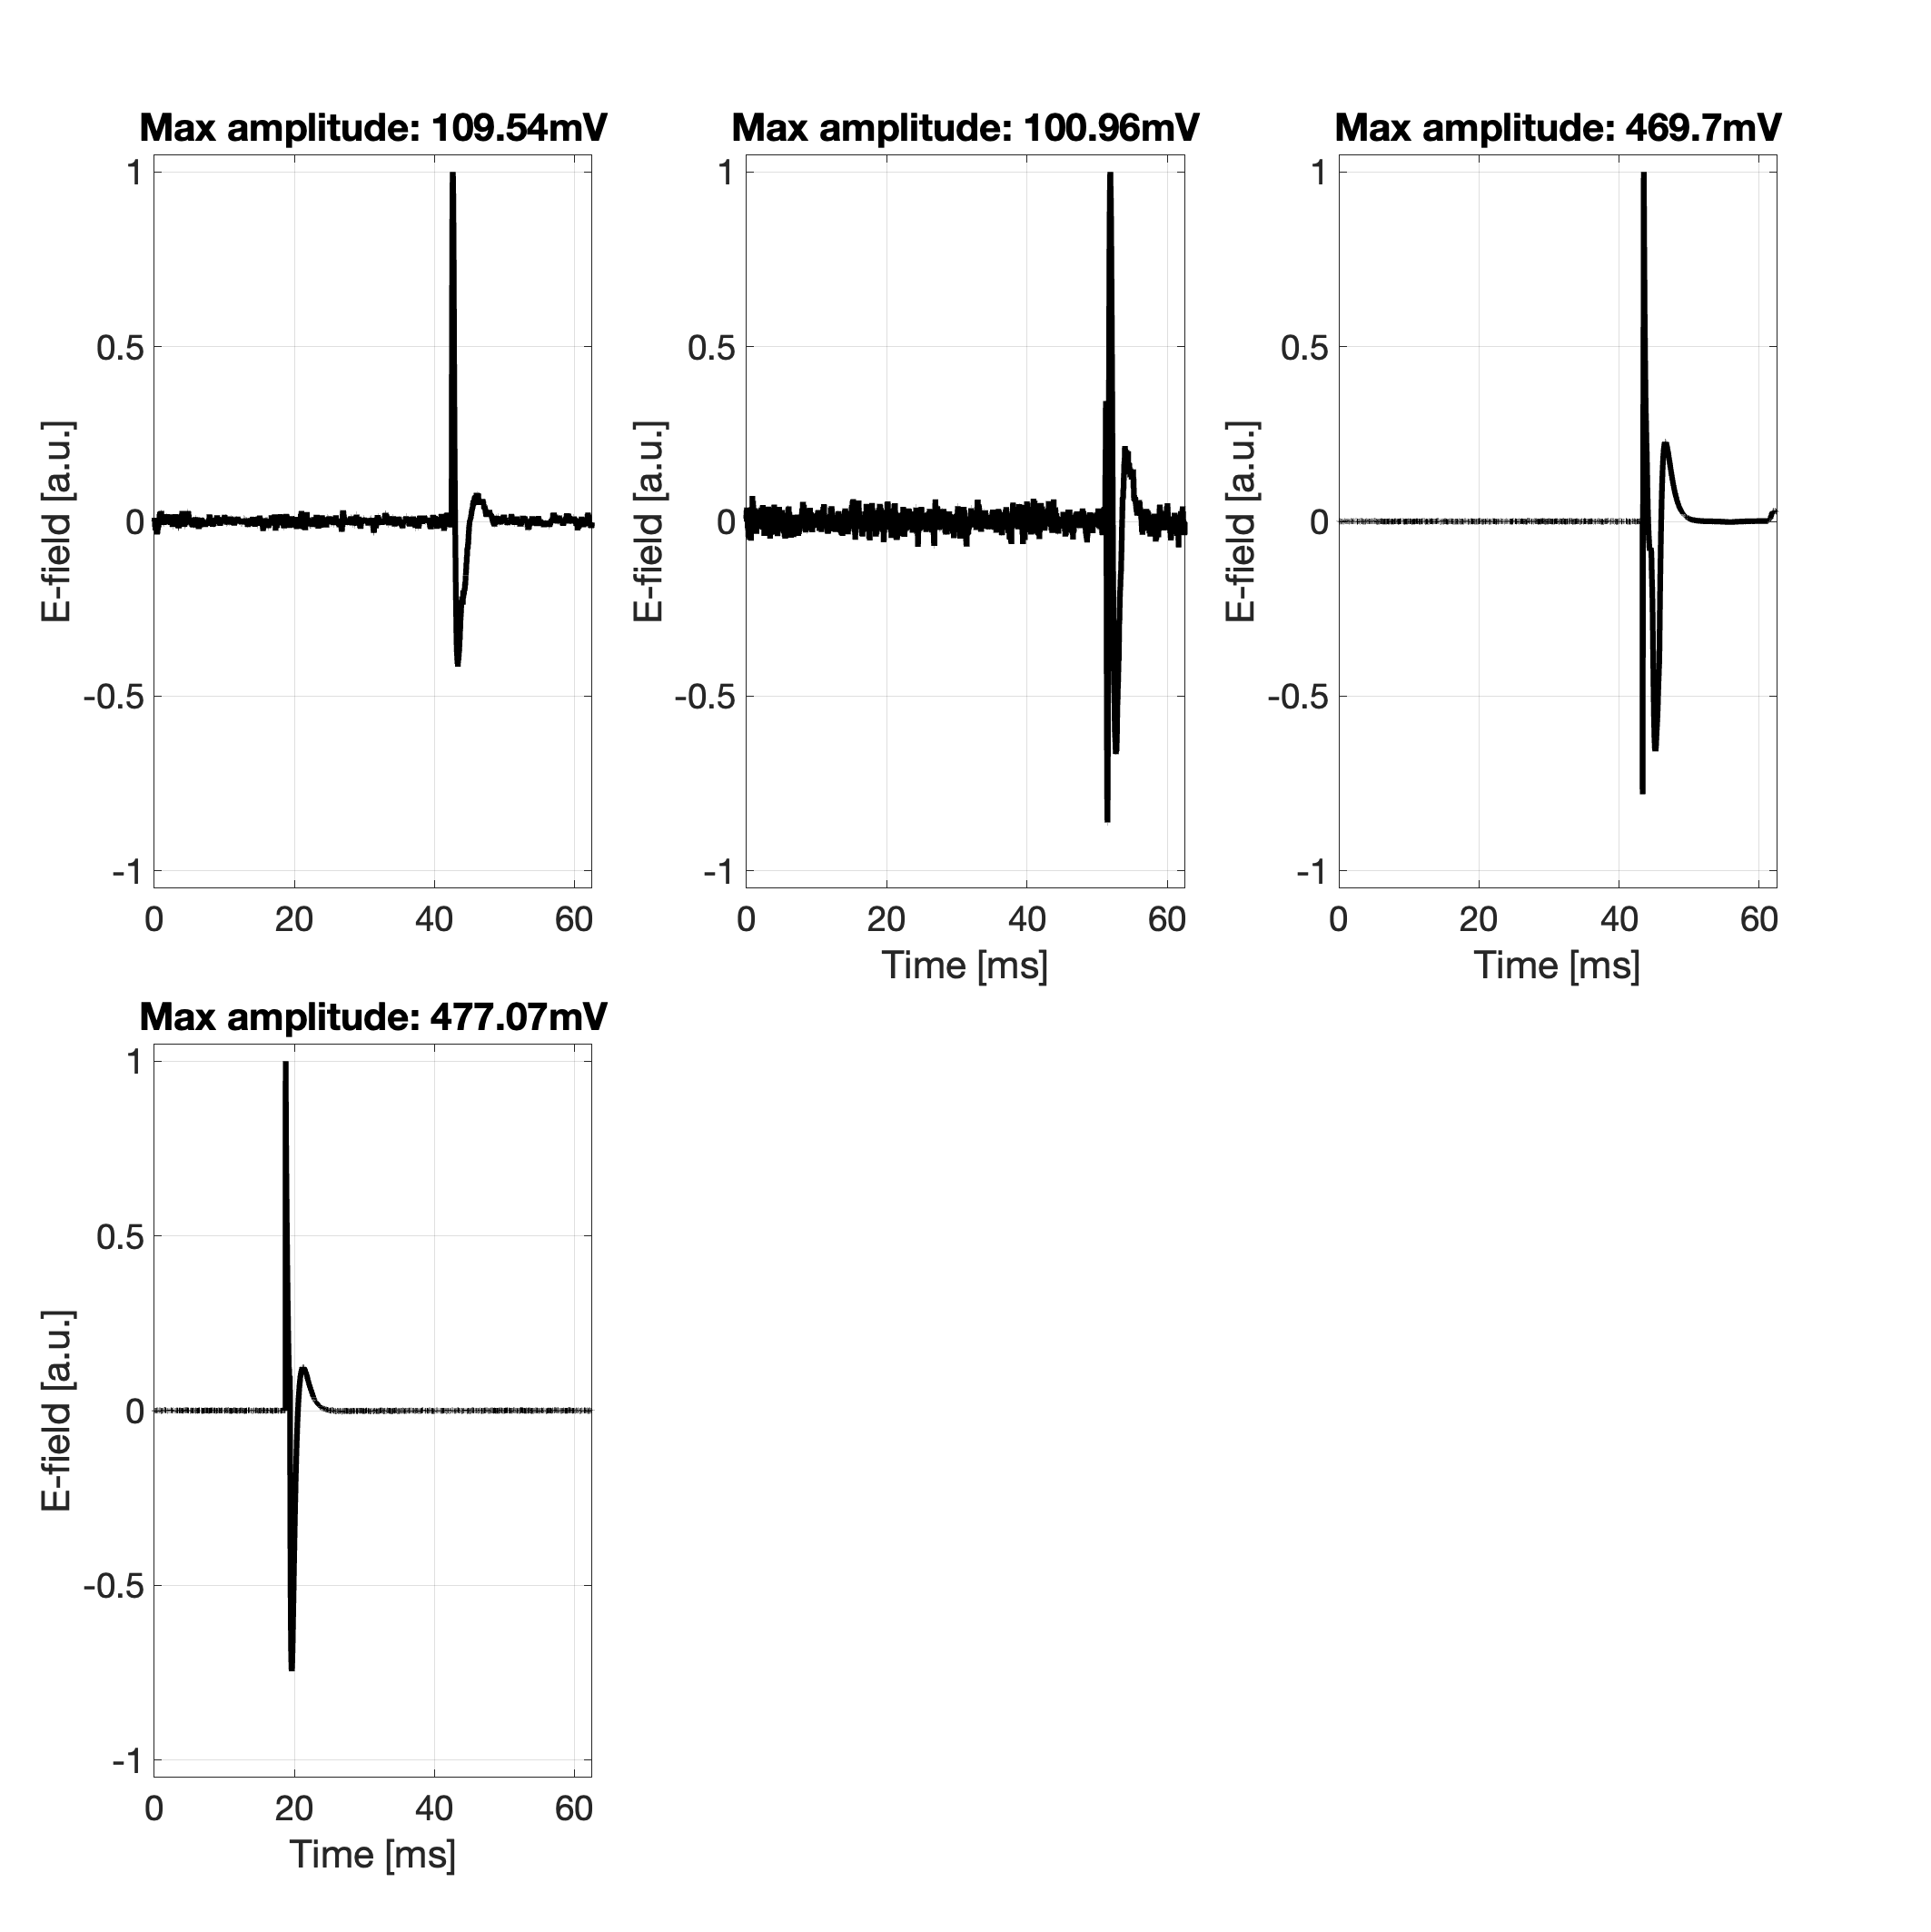 Max amplitude: 109.54mV
1
0.5
0
-0.5
-1
E-field [a.u.]
0 20 40 60
Max amplitude: 100.96mV
1
0.5
0
-0.5
-1
E-field [a.u.]
0 20 40 60
Time [ms]
Max amplitude: 469.7mV
1
0.5
0
-0.5
-1
E-field [a.u.]
0 20 40 60
Time [ms]
Max amplitude: 477.07mV
1
0.5
0
-0.5
-1
E-field [a.u.]
0 20 40 60
Time [ms]